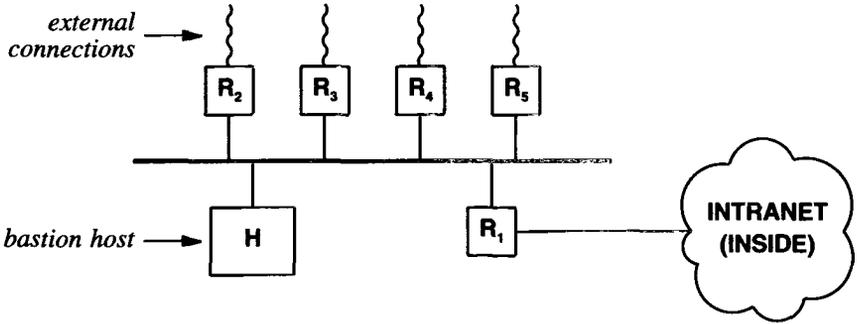 external
connections
R2
R3
R4
R5
bastion host
H
R1
INTRANET
(INSIDE)